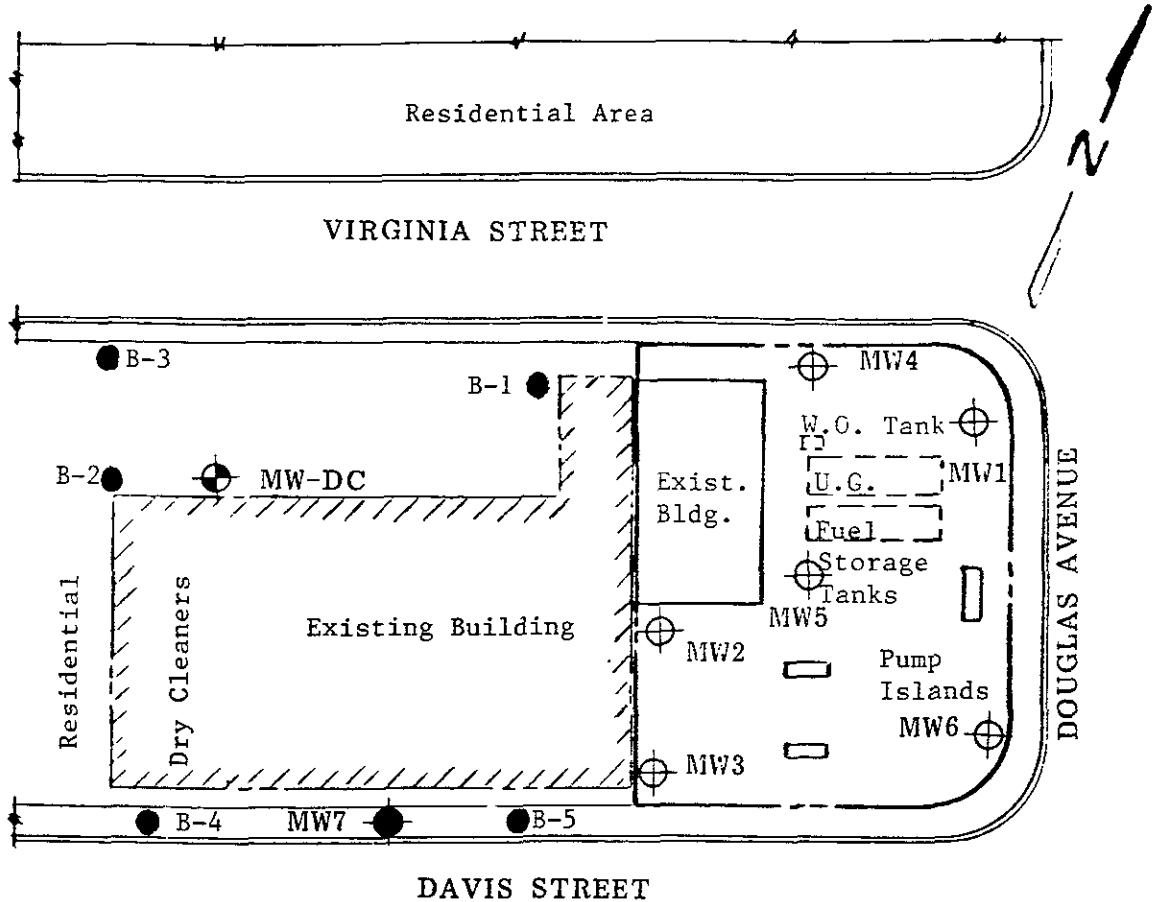 Residential Area
N
VIRGINIA STREET
B-3
B-1
MW4
W.O. Tank
B-2
MW-DC
MW1
Exist.
Bldg.
U.G.
Fuel
Storage
Tanks
MW5
DOUGLAS AVENUE
Residential
Dry Cleaners
Existing Building
MW2
Pump
Islands
MW6
MW3
B-4
MW7
B-5
DAVIS STREET